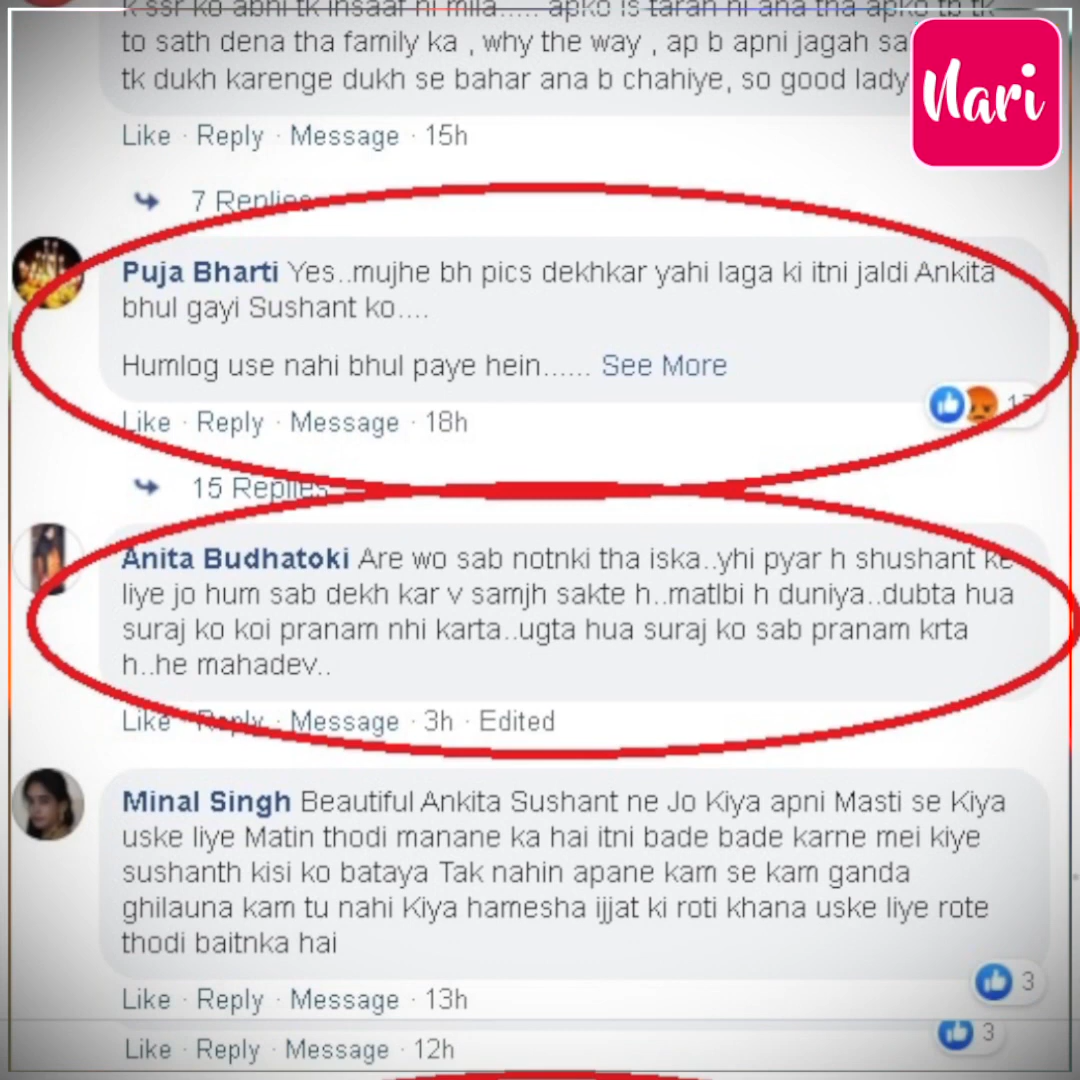 k ssr ko abhi tk insaaf ni mila..... apko is tarah ni ana tha apko tb tk
to sath dena tha family ka , why the way , ap b apni jagah
tk dukh karenge dukh se bahar ana b chahiye, so good lady
Nari
Like · Reply · Message · 15h
7 Replies
Puja Bharti Yes..mujhe bh pics dekhkar yahi laga ki itni jaldi Ankita
bhul gayi Sushant ko....
Humlog use nahi bhul paye hein...... See More
Like · Reply · Message · 18h
15 Replies
Anita Budhatoki Are wo sab notnki tha iska..yhi pyar h shushant ke
liye jo hum sab dekh kar v samjh sakte h..matlbi h duniya..dubta hua
suraj ko koi pranam nhi karta..ugta hua suraj ko sab pranam krta
h..he mahadev..
Like · Reply · Message · 3h · Edited
Minal Singh Beautiful Ankita Sushant ne Jo Kiya apni Masti se Kiya
uske liye Matin thodi manane ka hai itni bade bade karne mei kiye
sushanth kisi ko bataya Tak nahin apane kam se kam ganda
ghilauna kam tu nahi Kiya hamesha ijjat ki roti khana uske liye rote
thodi baitnka hai
3
Like · Reply · Message · 13h
3
Like · Reply · Message · 12h